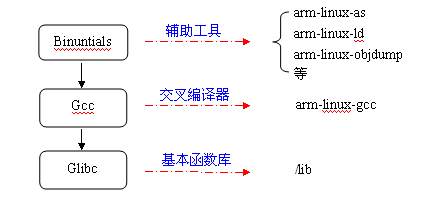 Binuntials
辅助工具
arm-linux-as
arm-linux-ld
arm-linux-objdump
等
Gcc
交叉编译器
arm-linux-gcc
Glibc
基本函数库
/lib